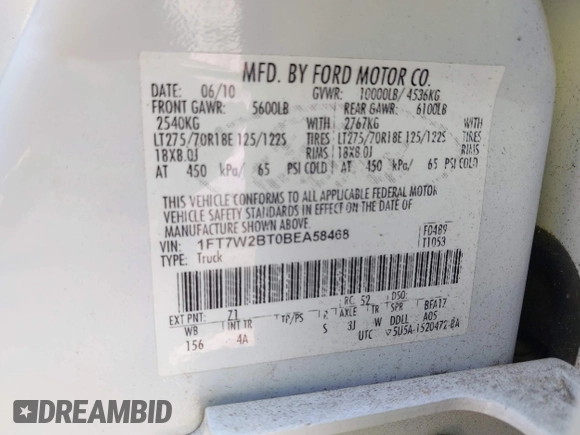 MFD. BY FORD MOTOR CO.
DATE: 06/10 GVWR: 10000LB/ 4536KG
FRONT GAWR: 5600LB REAR GAWR: 6100LB
2540KG WITH 2767KG WITH
LT275/70R18E 125/122S TIRES LT275/70R18E 125/122S TIRES
18X8.0J RIMS 18X8.0J RIMS
AT 450 kPa/ 65 PSI COLD AT 450 kPa/ 65 PSI COLD
THIS VEHICLE CONFORMS TO ALL APPLICABLE FEDERAL MOTOR
VEHICLE SAFETY STANDARDS IN EFFECT ON THE DATE OF
MANUFACTURE SHOWN ABOVE.
VIN: 1FT7W2BT0BEA58468 F0489
TYPE: Truck T1053
EXT PNT: Z1 RC: 52 DSO:
WB INT TR TP/PS R AXLE TR SPR BFA17
156 4A S 3J W DDLL A05
UTC
DREAMBID